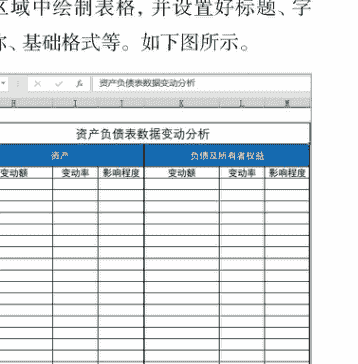 区域中绘制表格，并设置好标题、字
称、基础格式等。如下图所示。
fx 资产负债表数据变动分析
H I J K L M
资产负债表数据变动分析
资产 负债及所有者权益
变动额 变动率 影响程度 变动额 变动率 影响程度